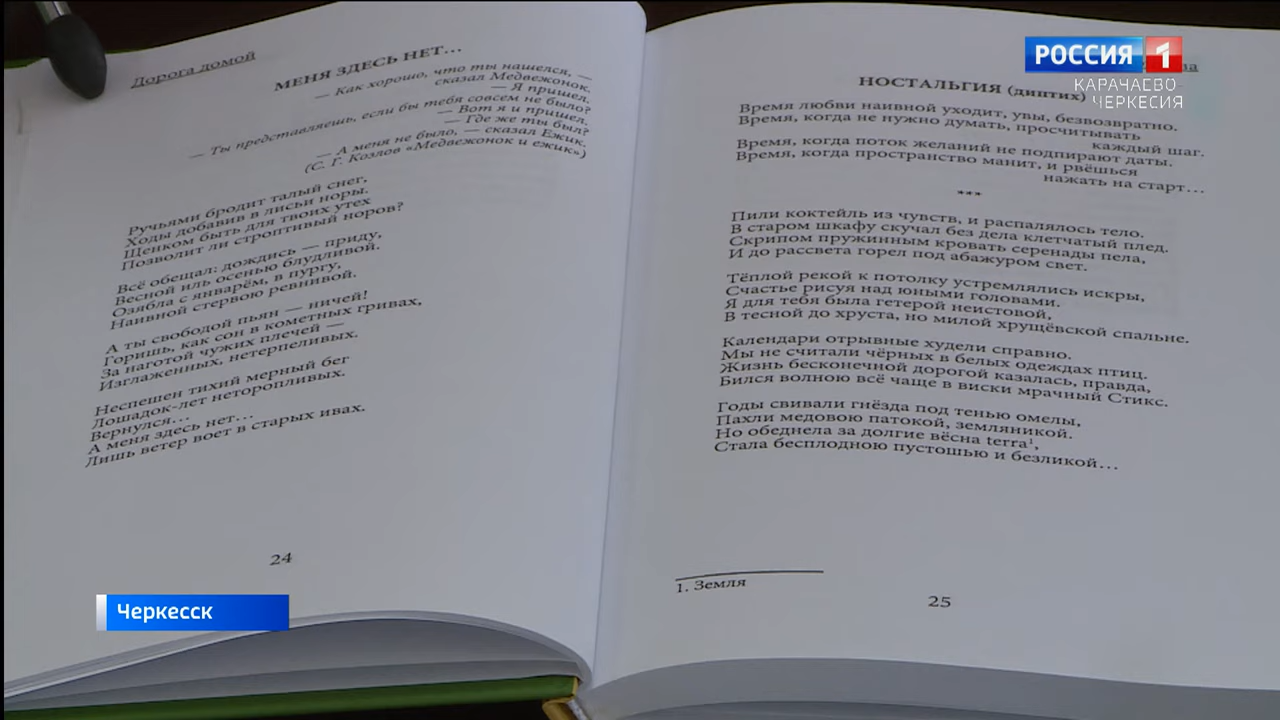 Дорога домой
МЕНЯ ЗДЕСЬ НЕТ...
— Как хорошо, что ты нашелся, —
сказал Медвежонок.
— Я пришел.
— Ты представляешь, если бы тебя совсем не было?
— Вот я и пришел.
— Где же ты был?
— А меня не было, — сказал Ежик.
(С. Г. Козлов «Медвежонок и ежик»)
Ручьями бродит талый снег,
Ходы добавив в лисьи норы.
Щенком быть для твоих утех
Позволит ли строптивый норов?
Всё обещал: дождись — приду,
Весной иль осенью блудливой.
Озябла с январём, в пургу,
Наивной стервою ревнивой.
А ты свободой пьян — ничей!
Горишь, как сон в кометных гривах,
За наготой чужих плечей —
Изглаженных, нетерпеливых.
Неспешен тихий мерный бег
Лошадок-лет неторопливых.
Вернулся...
А меня здесь нет...
Лишь ветер воет в старых ивах.
24
НОСТАЛЬГИЯ (диптих)
Время любви наивной уходит, увы, безвозвратно.
Время, когда не нужно думать, просчитывать
каждый шаг.
Время, когда поток желаний не подпирают даты.
Время, когда пространство манит, и рвёшься
нажать на старт...
***
Пили коктейль из чувств, и распалялось тело.
В старом шкафу скучал без дела клетчатый плед.
Скрипом пружинным кровать серенады пела,
И до рассвета горел под абажуром свет.
Тёплой рекой к потолку устремлялись искры,
Счастье рисуя над юными головами.
Я для тебя была гетерой неистовой,
В тесной до хруста, но милой хрущёвской спальне.
Календари отрывные худели справно.
Мы не считали чёрных в белых одеждах птиц.
Жизнь бесконечной дорогой казалась, правда,
Бился волною всё чаще в виски мрачный Стикс.
Годы свивали гнёзда под тенью омелы,
Пахли медовою патокой, земляникой.
Но обеднела за долгие вёсна terra¹,
Стала бесплодною пустошью и безликой...
1. Земля
25
РОССИЯ 1
КАРАЧАЕВО-
ЧЕРКЕСИЯ
Черкесск